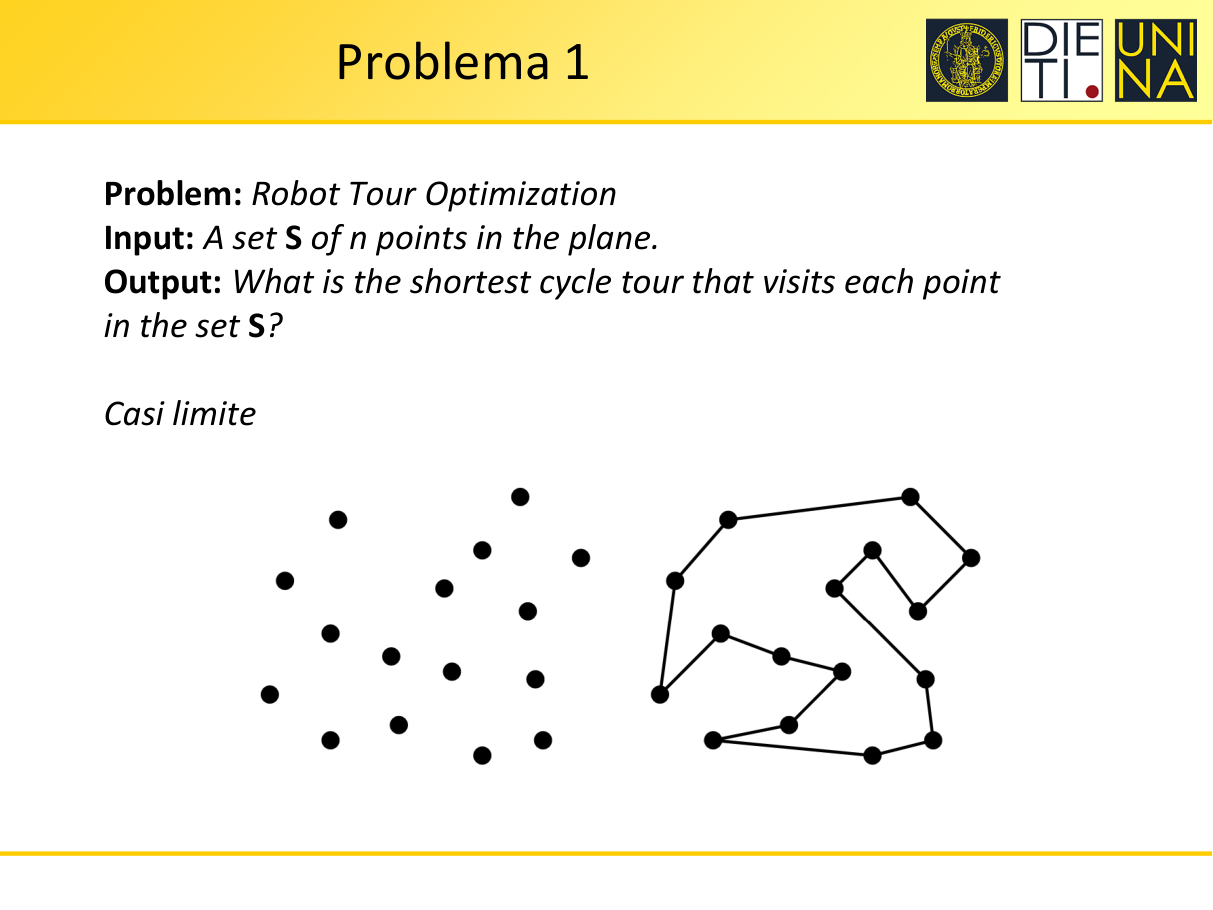 Problema 1
DIE
TI.
UNI
NA
Problem: Robot Tour Optimization
Input: A set S of n points in the plane.
Output: What is the shortest cycle tour that visits each point
in the set S?
Casi limite